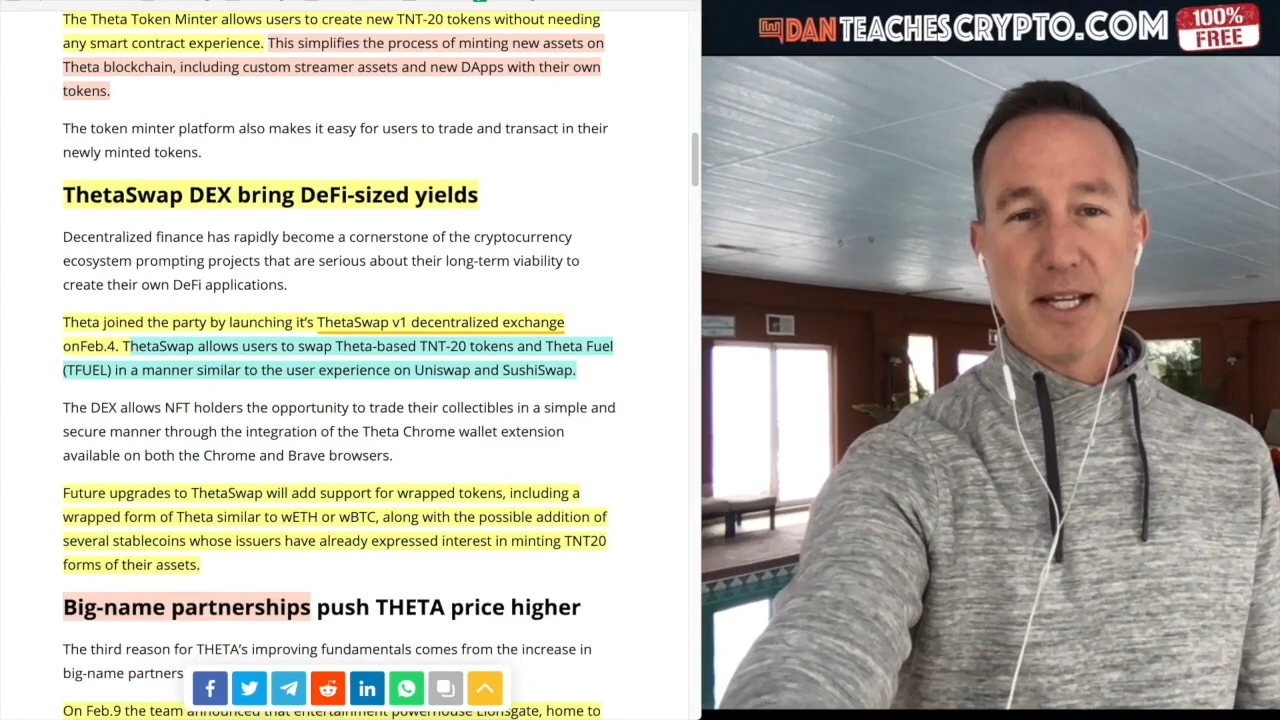 The Theta Token Minter allows users to create new TNT-20 tokens without needing
any smart contract experience. This simplifies the process of minting new assets on
Theta blockchain, including custom streamer assets and new DApps with their own
tokens.
The token minter platform also makes it easy for users to trade and transact in their
newly minted tokens.
ThetaSwap DEX bring DeFi-sized yields
Decentralized finance has rapidly become a cornerstone of the cryptocurrency
ecosystem prompting projects that are serious about their long-term viability to
create their own DeFi applications.
Theta joined the party by launching it's ThetaSwap v1 decentralized exchange
onFeb.4. ThetaSwap allows users to swap Theta-based TNT-20 tokens and Theta Fuel
(TFUEL) in a manner similar to the user experience on Uniswap and SushiSwap.
The DEX allows NFT holders the opportunity to trade their collectibles in a simple and
secure manner through the integration of the Theta Chrome wallet extension
available on both the Chrome and Brave browsers.
Future upgrades to ThetaSwap will add support for wrapped tokens, including a
wrapped form of Theta similar to wETH or wBTC, along with the possible addition of
several stablecoins whose issuers have already expressed interest in minting TNT20
forms of their assets.
Big-name partnerships push THETA price higher
The third reason for THETA's improving fundamentals comes from the increase in
big-name partners
On Feb.9 the team announced that entertainment powerhouse Lionsgate, home to
DANTEACHESCRYPTO.COM
100%
FREE